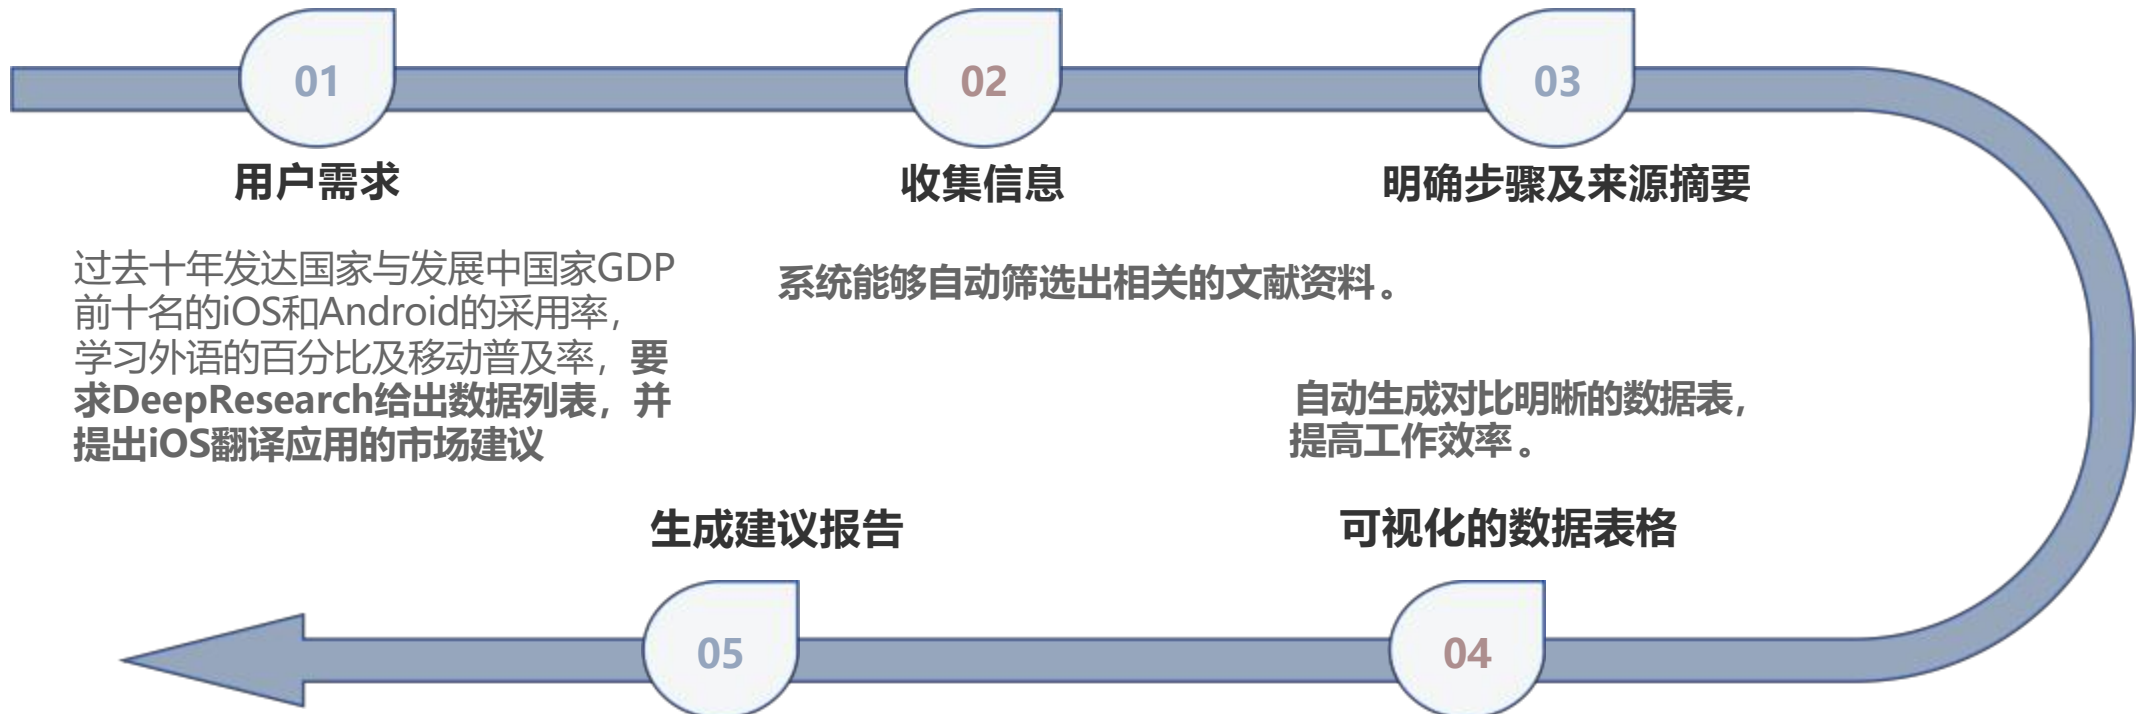 01
用户需求
过去十年发达国家与发展中国家GDP
前十名的iOS和Android的采用率，
学习外语的百分比及移动普及率，要
求DeepResearch给出数据列表，并
提出iOS翻译应用的市场建议
02
收集信息
系统能够自动筛选出相关的文献资料。
03
明确步骤及来源摘要
自动生成对比明晰的数据表，
提高工作效率。
可视化的数据表格
04
生成建议报告
05